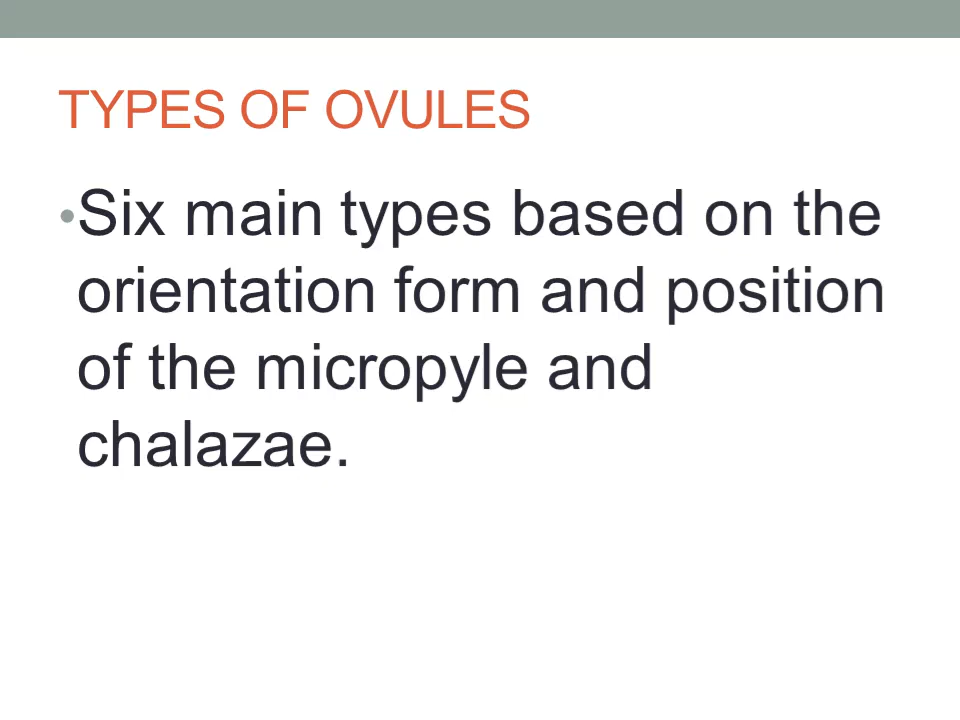 TYPES OF OVULES
•Six main types based on the
orientation form and position
of the micropyle and
chalazae.